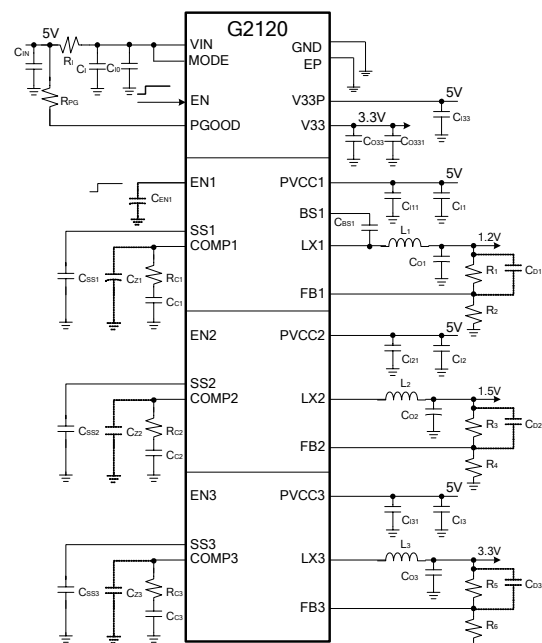 G2120
5V
CIN
RI
CI
CI0
VIN
MODE
RPG
EN
PGOOD
GND
EP
V33P
5V
CI33
V33
3.3V
CO33
CO331
EN1
CEN1
SS1
COMP1
CSS1
CZ1
RC1
CC1
PVCC1
5V
CI11
CI1
BS1
CBS1
LX1
L1
1.2V
CO1
R1
CD1
FB1
R2
EN2
SS2
COMP2
CSS2
CZ2
RC2
CC2
PVCC2
5V
CI21
CI2
LX2
L2
1.5V
CO2
R3
CD2
FB2
R4
EN3
SS3
COMP3
CSS3
CZ3
RC3
CC3
PVCC3
5V
CI31
CI3
LX3
L3
3.3V
CO3
R5
CD3
FB3
R6